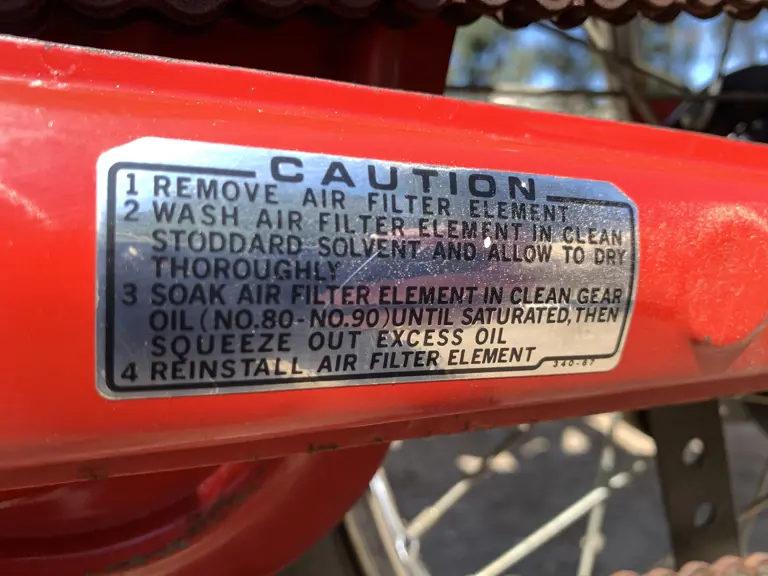 CAUTION
1 REMOVE AIR FILTER ELEMENT
2 WASH AIR FILTER ELEMENT IN CLEAN
STODDARD SOLVENT AND ALLOW TO DRY
THOROUGHLY
3 SOAK AIR FILTER ELEMENT IN CLEAN GEAR
OIL (NO.80-NO.90) UNTIL SATURATED, THEN
SQUEEZE OUT EXCESS OIL
4 REINSTALL AIR FILTER ELEMENT
340-67